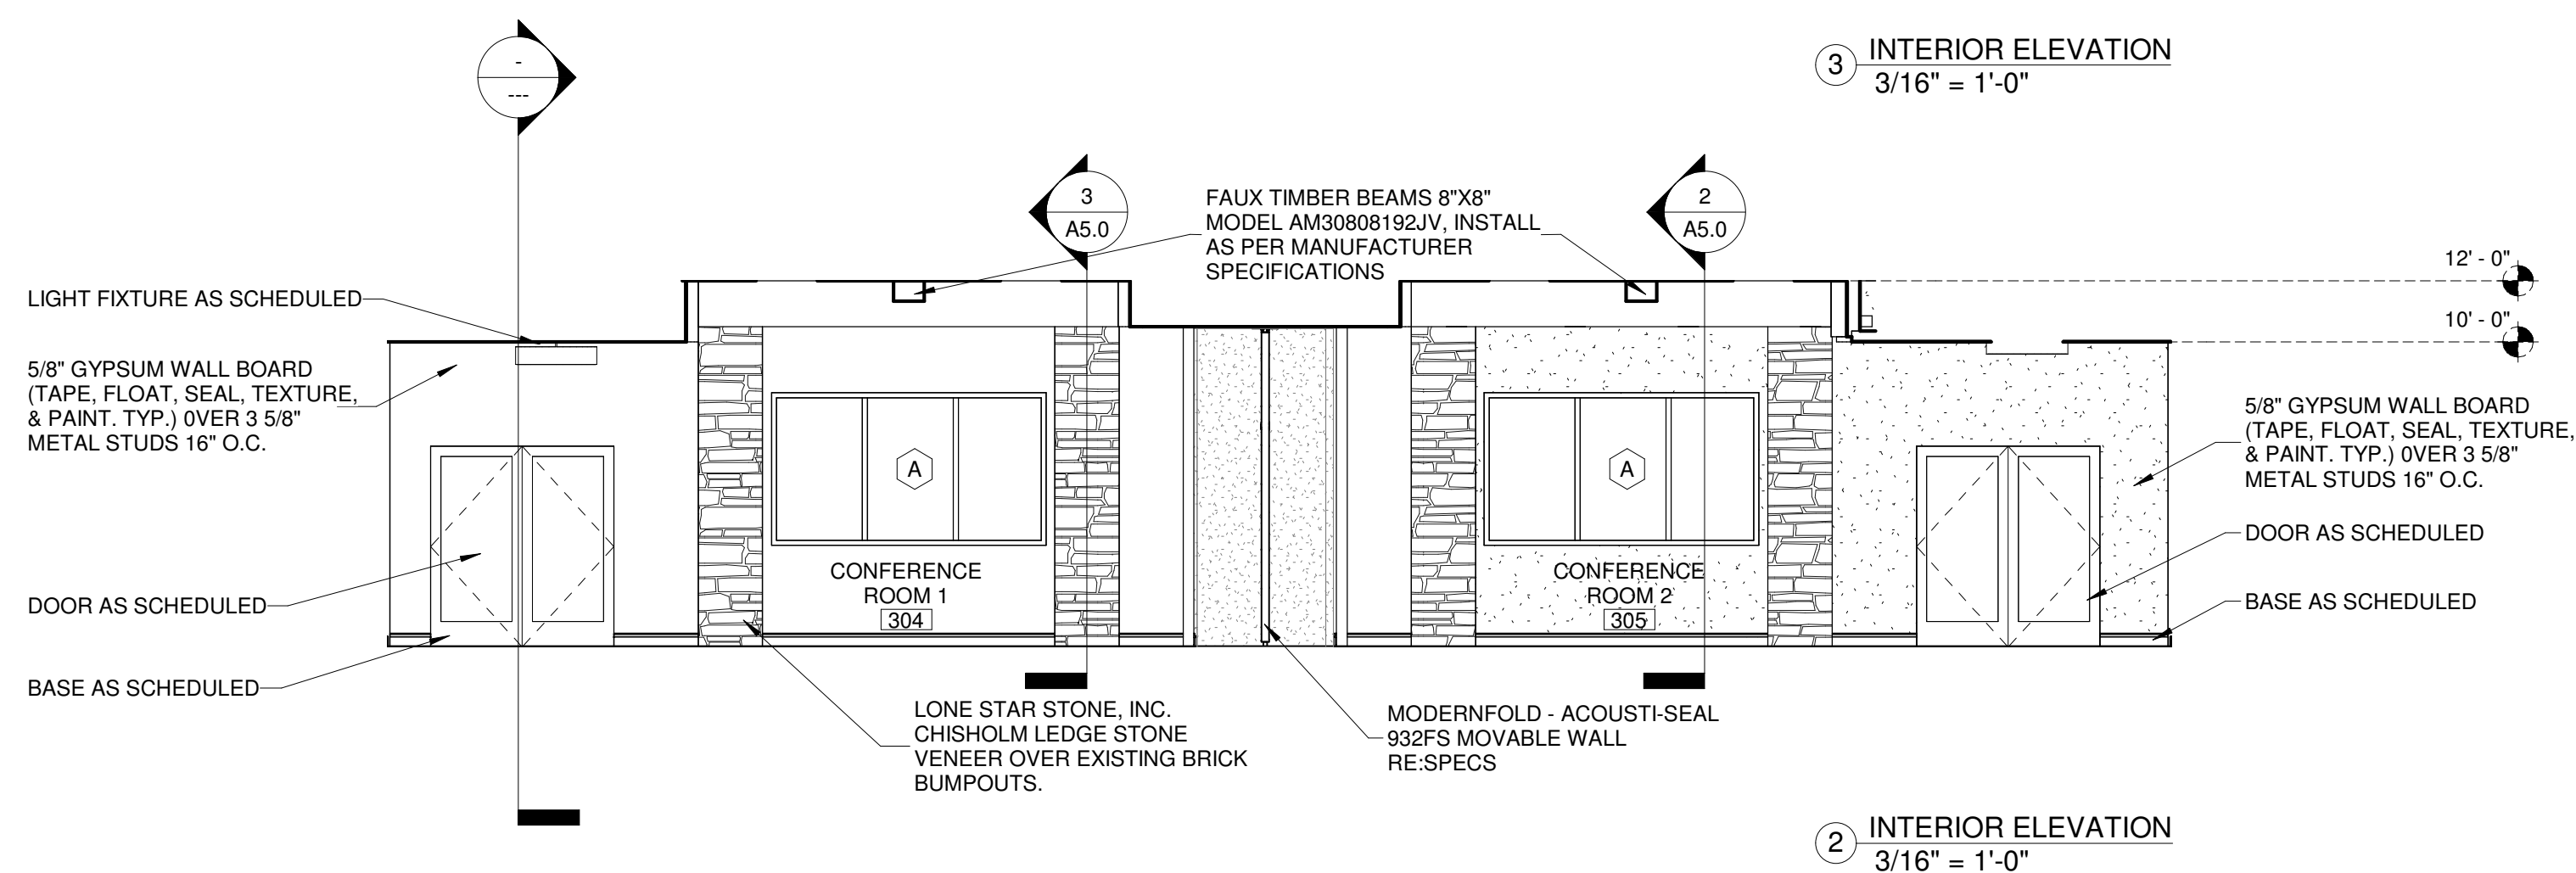 -
---
3
INTERIOR ELEVATION
3/16" = 1'-0"
3
A5.0
FAUX TIMBER BEAMS 8"X8"
MODEL AM30808192JV, INSTALL
AS PER MANUFACTURER
SPECIFICATIONS
2
A5.0
12' - 0"
10' - 0"
LIGHT FIXTURE AS SCHEDULED
5/8" GYPSUM WALL BOARD
(TAPE, FLOAT, SEAL, TEXTURE,
& PAINT. TYP.) 0VER 3 5/8"
METAL STUDS 16" O.C.
DOOR AS SCHEDULED
BASE AS SCHEDULED
A
CONFERENCE
ROOM 1
304
A
CONFERENCE
ROOM 2
305
5/8" GYPSUM WALL BOARD
(TAPE, FLOAT, SEAL, TEXTURE,
& PAINT. TYP.) 0VER 3 5/8"
METAL STUDS 16" O.C.
DOOR AS SCHEDULED
BASE AS SCHEDULED
LONE STAR STONE, INC.
CHISHOLM LEDGE STONE
VENEER OVER EXISTING BRICK
BUMPOUTS.
MODERNFOLD - ACOUSTI-SEAL
932FS MOVABLE WALL
RE:SPECS
2
INTERIOR ELEVATION
3/16" = 1'-0"